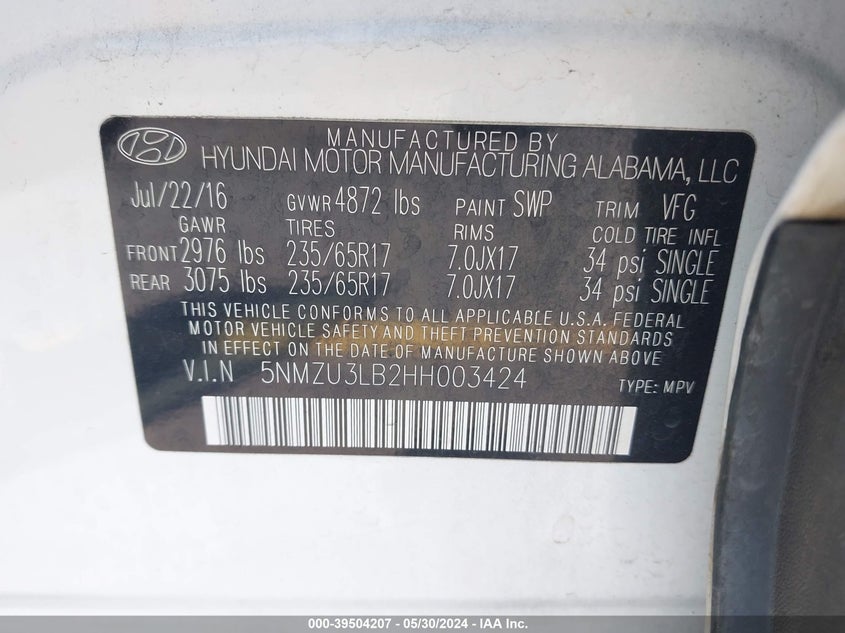 MANUFACTURED BY
HYUNDAI MOTOR MANUFACTURING ALABAMA, LLC
Jul/22/16 GVWR 4872 lbs PAINT SWP TRIM VFG
GAWR TIRES RIMS COLD TIRE INFL
FRONT 2976 lbs 235/65R17 7.0JX17 34 psi SINGLE
REAR 3075 lbs 235/65R17 7.0JX17 34 psi SINGLE
THIS VEHICLE CONFORMS TO ALL APPLICABLE U.S.A. FEDERAL
MOTOR VEHICLE SAFETY AND THEFT PREVENTION STANDARDS
IN EFFECT ON THE DATE OF MANUFACTURE SHOWN ABOVE
V.I.N 5NMZU3LB2HH003424 TYPE: MPV
000-39504207 - 05/30/2024 - IAA Inc.